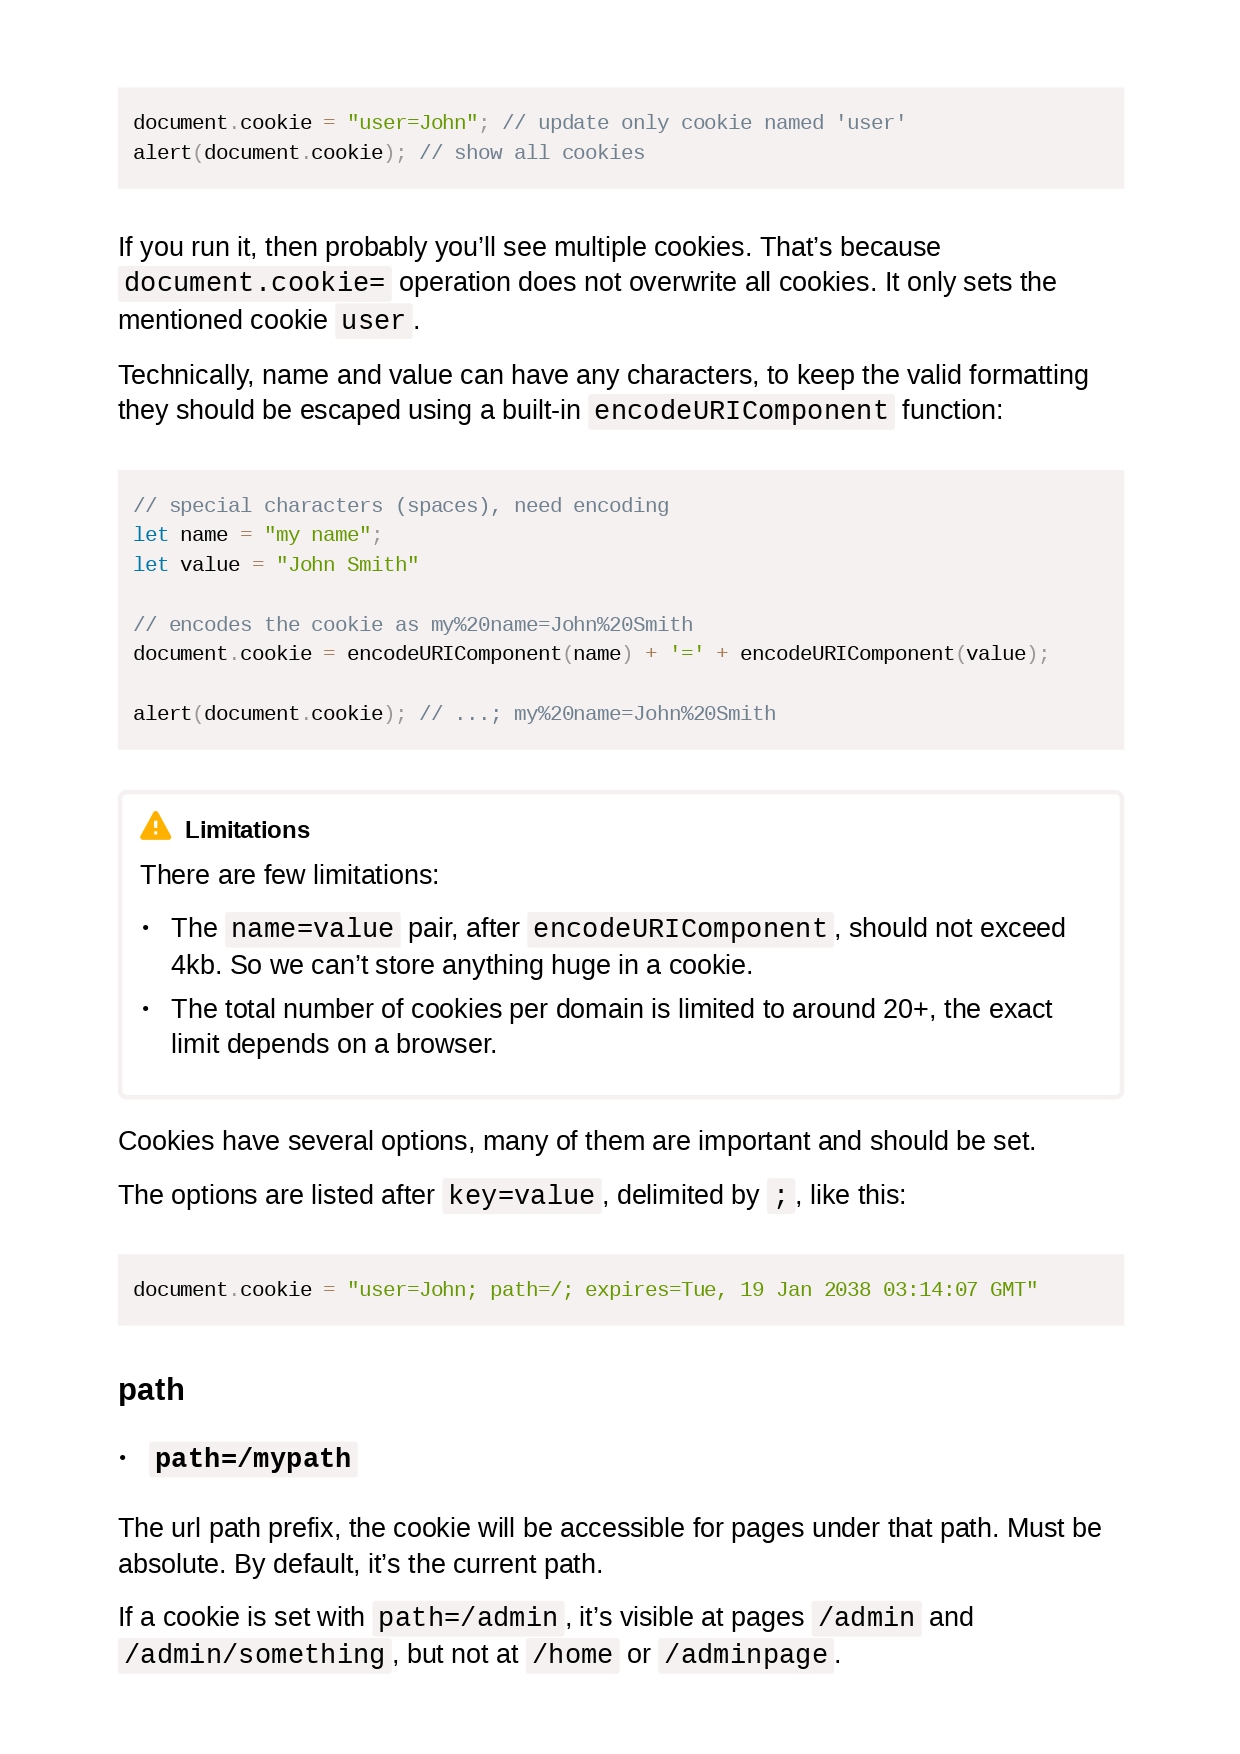 document.cookie = "user=John"; // update only cookie named 'user'
alert(document.cookie); // show all cookies
If you run it, then probably you’ll see multiple cookies. That’s because
document.cookie= operation does not overwrite all cookies. It only sets the
mentioned cookie user.
Technically, name and value can have any characters, to keep the valid formatting
they should be escaped using a built-in encodeURIComponent function:
// special characters (spaces), need encoding
let name = "my name";
let value = "John Smith"
// encodes the cookie as my%20name=John%20Smith
document.cookie = encodeURIComponent(name) + '=' + encodeURIComponent(value);
alert(document.cookie); // ...; my%20name=John%20Smith
Limitations
There are few limitations:
• The name=value pair, after encodeURIComponent, should not exceed
4kb. So we can’t store anything huge in a cookie.
• The total number of cookies per domain is limited to around 20+, the exact
limit depends on a browser.
Cookies have several options, many of them are important and should be set.
The options are listed after key=value, delimited by ;, like this:
document.cookie = "user=John; path=/; expires=Tue, 19 Jan 2038 03:14:07 GMT"
path
• path=/mypath
The url path prefix, the cookie will be accessible for pages under that path. Must be
absolute. By default, it’s the current path.
If a cookie is set with path=/admin, it’s visible at pages /admin and
/admin/something, but not at /home or /adminpage.